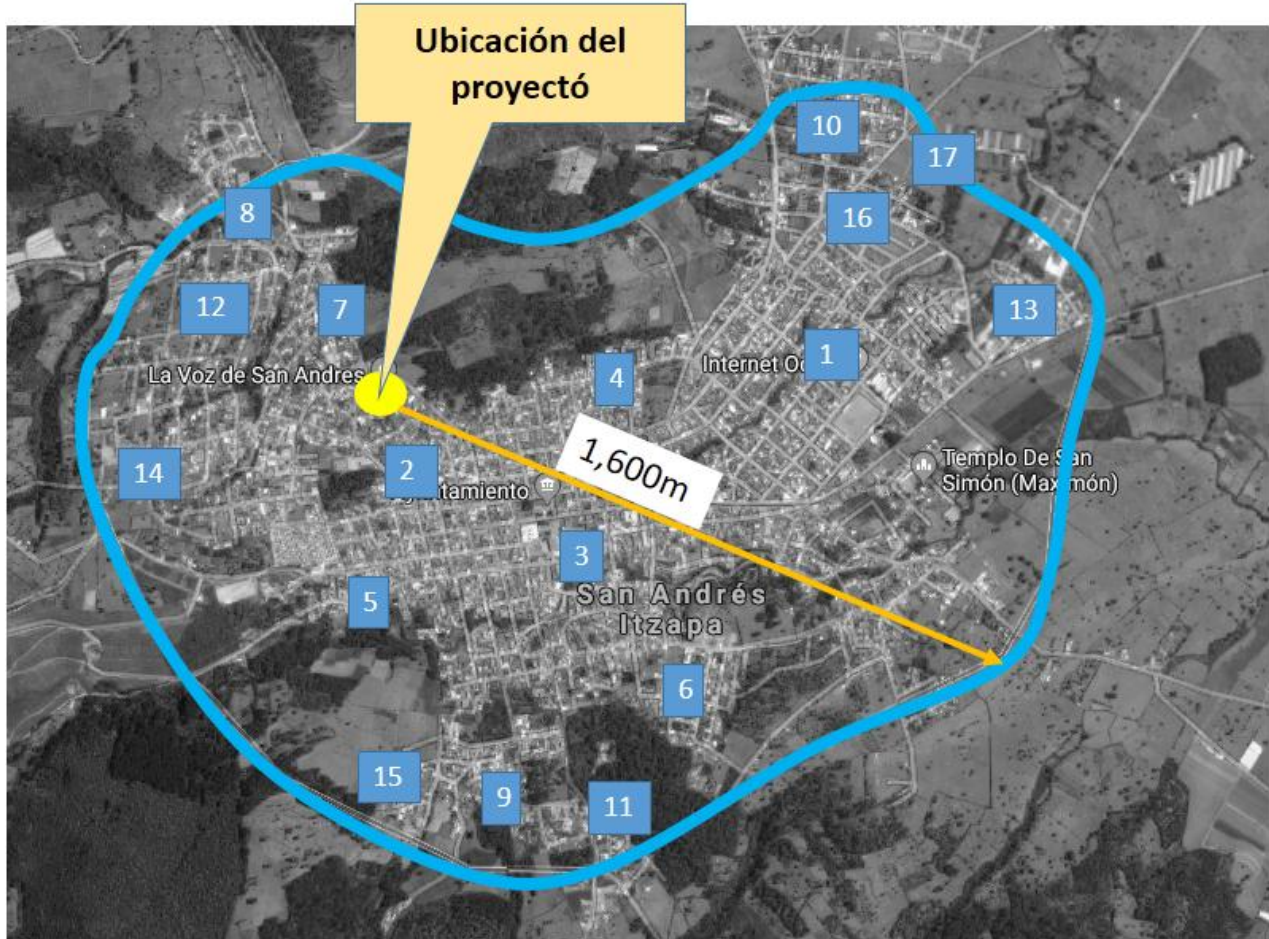 Ubicación del
proyectó
10
17
8
16
12
7
13
La Voz de San Andres
4
Internet
1
14
2
1,600m
Templo De San
Simón (Maximón)
3
5
San Andrés
Itzapa
6
15
9
11